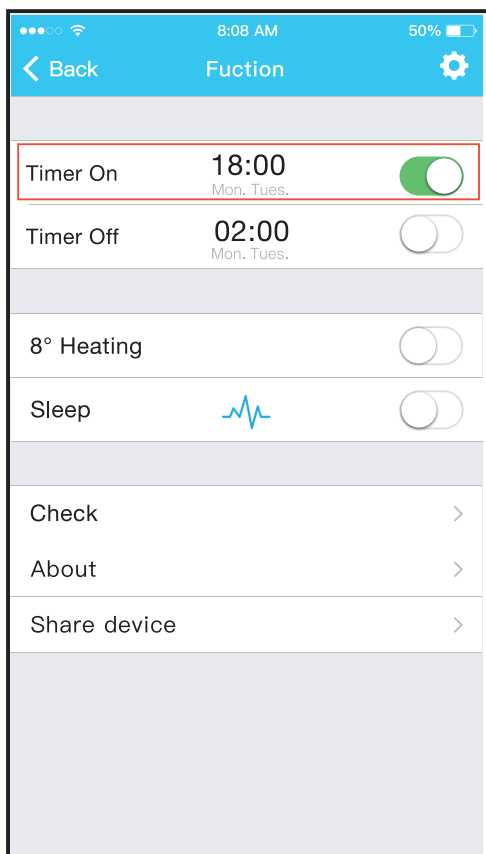 8:08 AM 50%
Back Fuction
Timer On 18:00
Mon. Tues.
Timer Off 02:00
Mon. Tues.
8° Heating
Sleep
Check
About
Share device